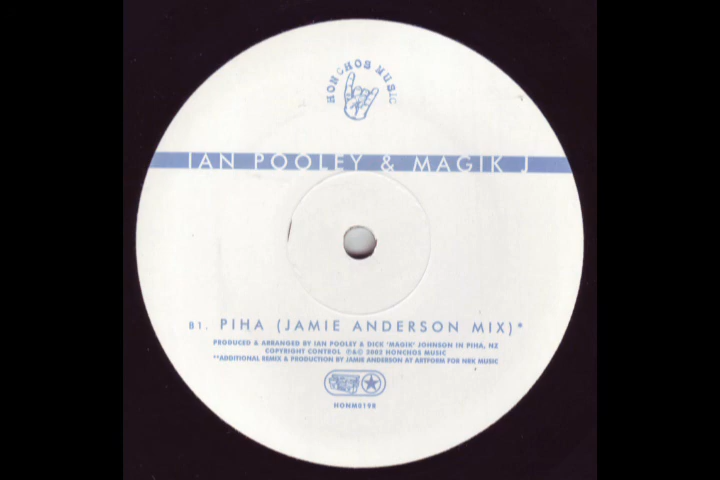 HONCHOS MUSIC
IAN POOLEY & MAGIK J
B1. PIHA (JAMIE ANDERSON MIX)*
PRODUCED & ARRANGED BY IAN POOLEY & DICK 'MAGIK' JOHNSON IN PIHA, NZ
COPYRIGHT CONTROL ℗&© 2002 HONCHOS MUSIC
**ADDITIONAL REMIX & PRODUCTION BY JAMIE ANDERSON AT ARTFORM FOR NRK MUSIC
HONMO19R